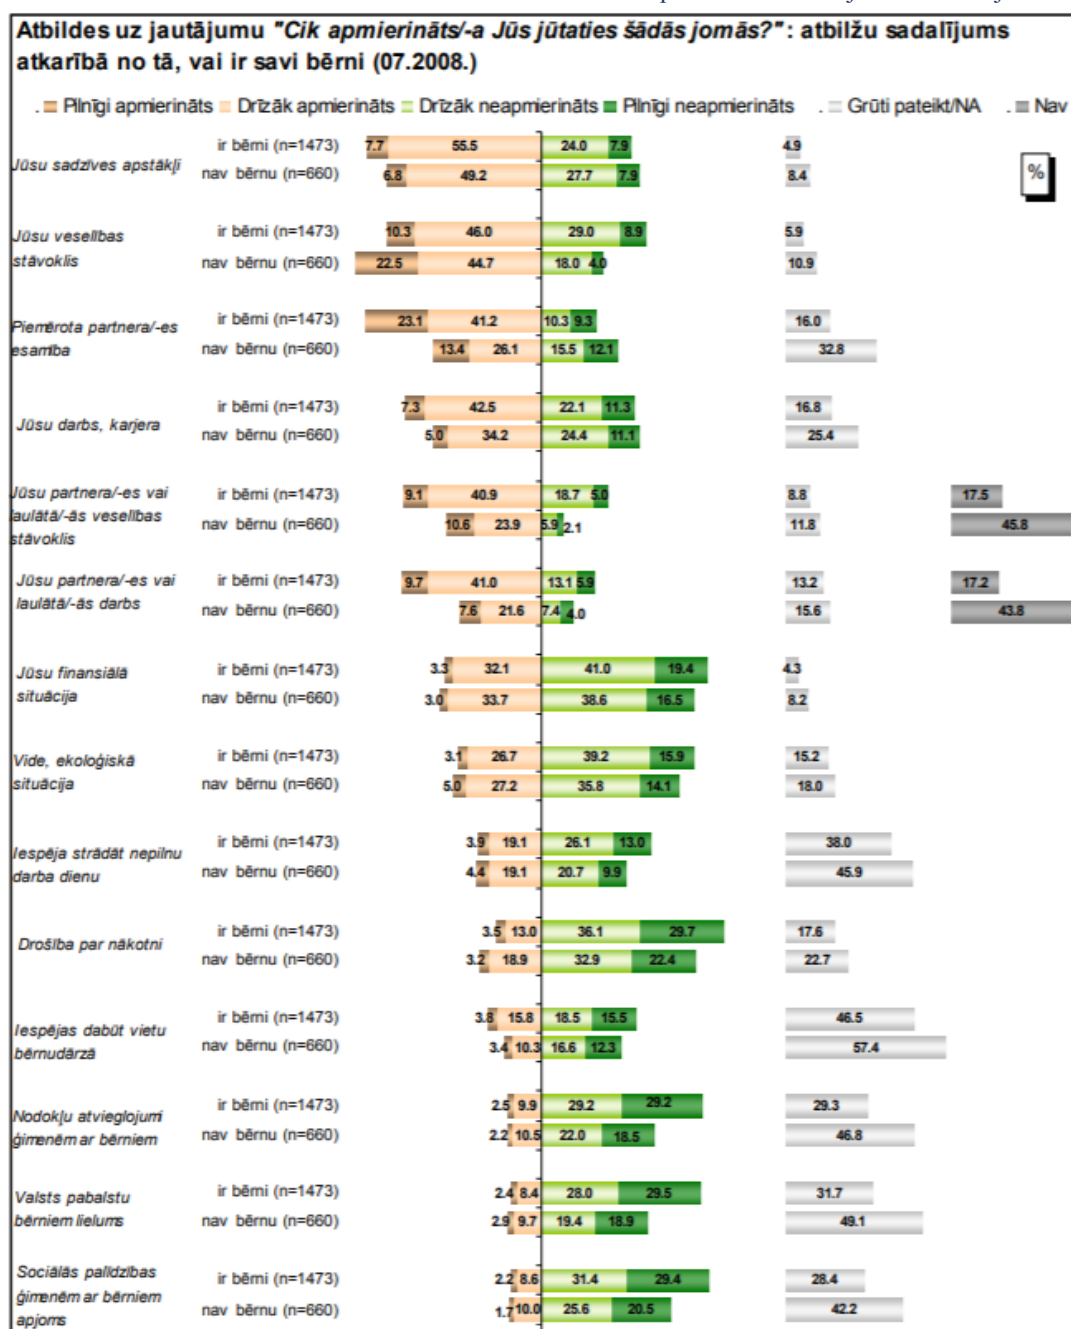 Atbildes uz jautājumu "Cik apmierināts/-a Jūs jūtaties šādās jomās?": atbilžu sadalījums
atkarībā no tā, vai ir savi bērni (07.2008.)
. Pilnīgi apmierināts Drīzāk apmierināts Drīzāk neapmierināts Pilnīgi neapmierināts . Grūti pateikt/NA . Nav
%
Jūsu sadzīves apstākļi
ir bērni (n=1473) 7.7 55.5 24.0 7.9 4.9
nav bērnu (n=660) 6.8 49.2 27.7 7.9 8.4
Jūsu veselības
stāvoklis
ir bērni (n=1473) 10.3 46.0 29.0 8.9 5.9
nav bērnu (n=660) 22.5 44.7 18.0 4.0 10.9
Piemērota partnera/-es
esamība
ir bērni (n=1473) 23.1 41.2 10.3 9.3 16.0
nav bērnu (n=660) 13.4 26.1 15.5 12.1 32.8
Jūsu darbs, karjera
ir bērni (n=1473) 7.3 42.5 22.1 11.3 16.8
nav bērnu (n=660) 5.0 34.2 24.4 11.1 25.4
Jūsu partnera/-es vai
laulātā/-ās veselības
stāvoklis
ir bērni (n=1473) 9.1 40.9 18.7 5.0 8.8 17.5
nav bērnu (n=660) 10.6 23.9 5.9 2.1 11.8 45.8
Jūsu partnera/-es vai
laulātā/-ās darbs
ir bērni (n=1473) 9.7 41.0 13.1 5.9 13.2 17.2
nav bērnu (n=660) 7.6 21.6 7.4 4.0 15.6 43.8
Jūsu finansiālā
situācija
ir bērni (n=1473) 3.3 32.1 41.0 19.4 4.3
nav bērnu (n=660) 3.0 33.7 38.6 16.5 8.2
Vide, ekoloģiskā
situācija
ir bērni (n=1473) 3.1 26.7 39.2 15.9 15.2
nav bērnu (n=660) 5.0 27.2 35.8 14.1 18.0
Iespēja strādāt nepilnu
darba dienu
ir bērni (n=1473) 3.9 19.1 26.1 13.0 38.0
nav bērnu (n=660) 4.4 19.1 20.7 9.9 45.9
Drošība par nākotni
ir bērni (n=1473) 3.5 13.0 36.1 29.7 17.6
nav bērnu (n=660) 3.2 18.9 32.9 22.4 22.7
Iespējas dabūt vietu
bērnudārzā
ir bērni (n=1473) 3.8 15.8 18.5 15.5 46.5
nav bērnu (n=660) 3.4 10.3 16.6 12.3 57.4
Nodokļu atvieglojumi
ģimenēm ar bērniem
ir bērni (n=1473) 2.5 9.9 29.2 29.2 29.3
nav bērnu (n=660) 2.2 10.5 22.0 18.5 46.8
Valsts pabalstu
bērniem lielums
ir bērni (n=1473) 2.4 8.4 28.0 29.5 31.7
nav bērnu (n=660) 2.9 9.7 19.4 18.9 49.1
Sociālās palīdzības
ģimenēm ar bērniem
apjoms
ir bērni (n=1473) 2.2 8.6 31.4 29.4 28.4
nav bērnu (n=660) 1.7 10.0 25.6 20.5 42.2